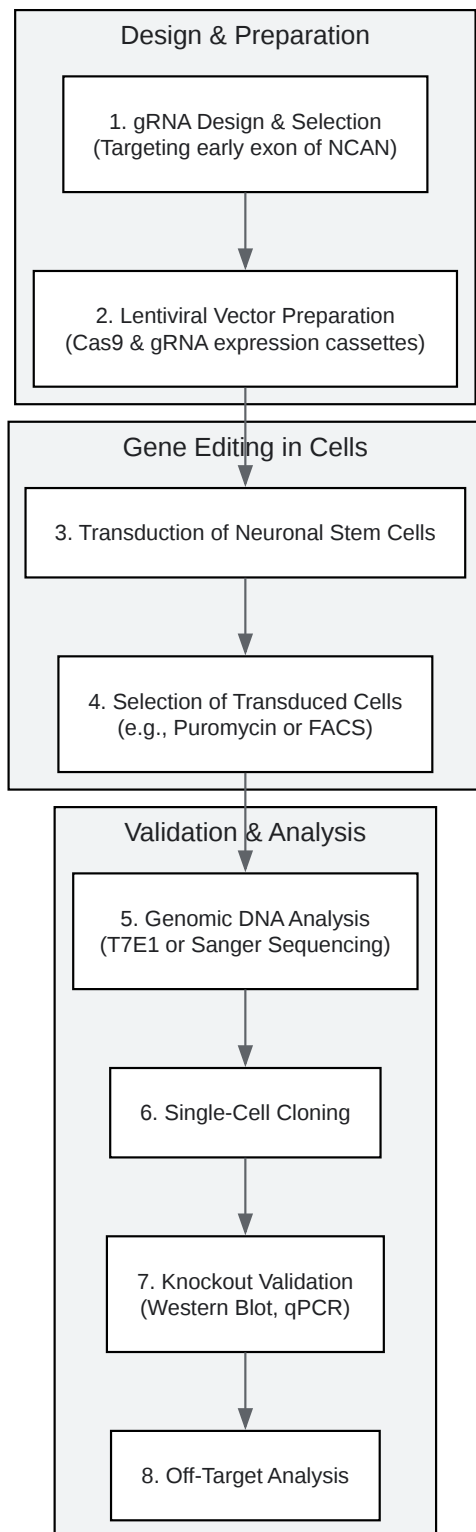 Design & Preparation
1. gRNA Design & Selection
(Targeting early exon of NCAN)
2. Lentiviral Vector Preparation
(Cas9 & gRNA expression cassettes)
Gene Editing in Cells
3. Transduction of Neuronal Stem Cells
4. Selection of Transduced Cells
(e.g., Puromycin or FACS)
Validation & Analysis
5. Genomic DNA Analysis
(T7E1 or Sanger Sequencing)
6. Single-Cell Cloning
7. Knockout Validation
(Western Blot, qPCR)
8. Off-Target Analysis